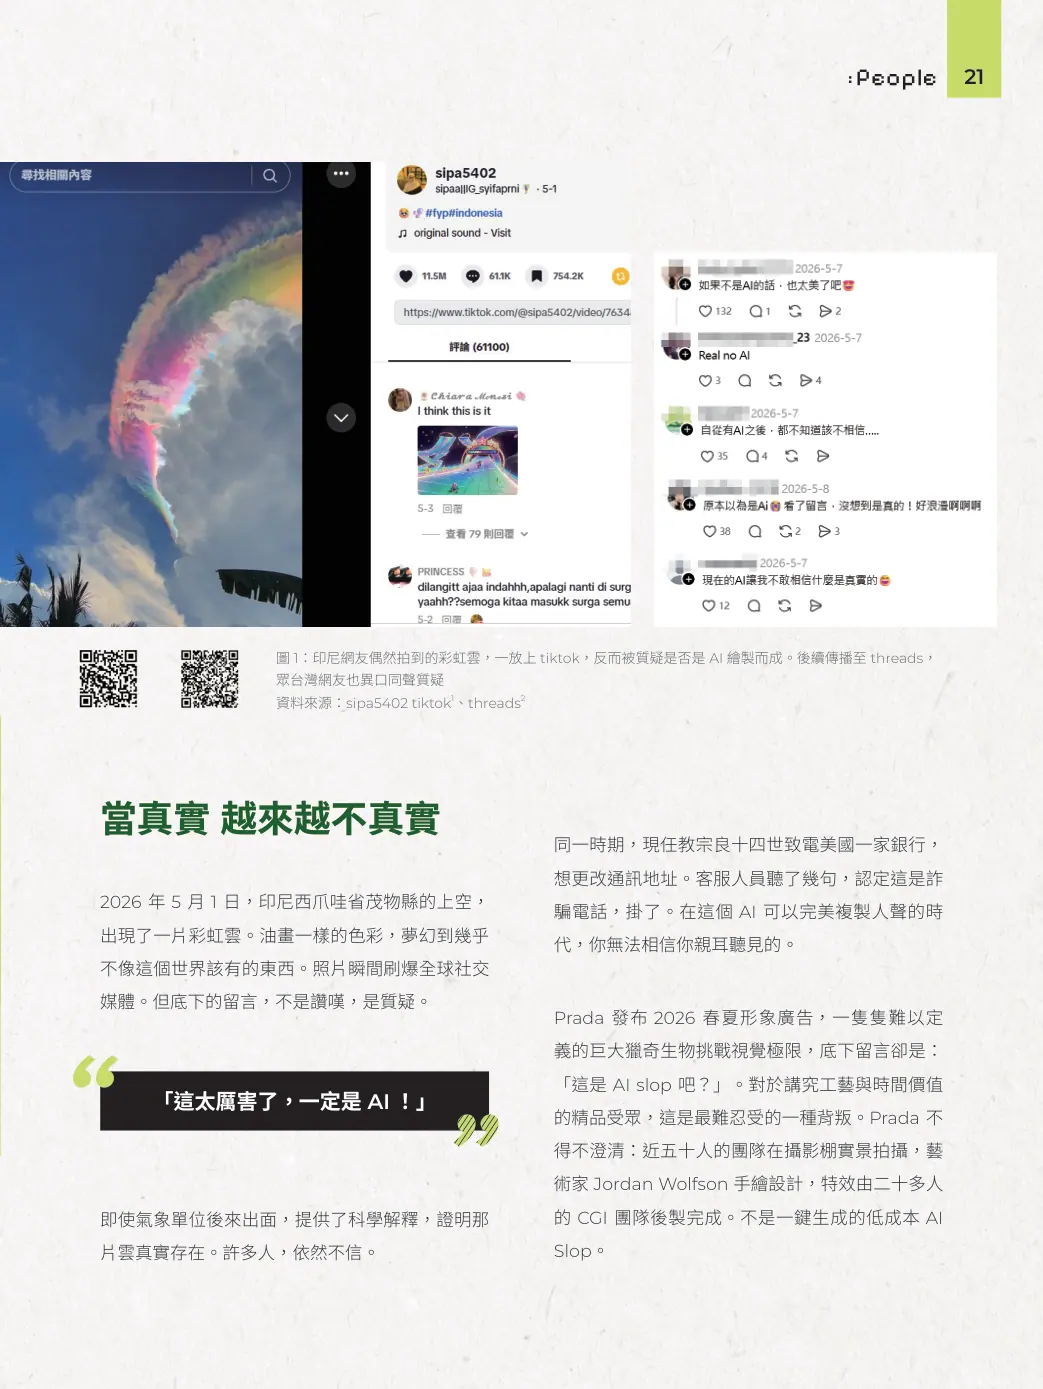 :People
21
尋找相關內容
sipa5402
sipaa||IG_syifaprni · 5-1
#fyp#indonesia
original sound - Visit
11.5M
61.1K
754.2K
https://www.tiktok.com/@sipa5402/video/7634
評論 (61100)
Chiara Monesi
I think this is it
5-3 回覆
查看 79 則回覆
PRINCESS
dilangitt ajaa indahhh,apalagi nanti di surg
yaahh??semoga kitaa masukk surga semu
5-2 回覆
2026-5-7
如果不是AI的話，也太美了吧
132 1 2
_23 2026-5-7
Real no AI
3 4
2026-5-7
自從有AI之後，都不知道該不相信.....
35 4
2026-5-8
原本以為是Ai 看了留言，沒想到是真的！好浪漫啊啊啊
38 2 3
2026-5-7
現在的AI讓我不敢相信什麼是真實的
12
圖 1：印尼網友偶然拍到的彩虹雲，一放上 tiktok，反而被質疑是否是 AI 繪製而成。後續傳播至 threads，
眾台灣網友也異口同聲質疑
資料來源：sipa5402 tiktok1、threads2
當真實 越來越不真實
2026 年 5 月 1 日，印尼西爪哇省茂物縣的上空，
出現了一片彩虹雲。油畫一樣的色彩，夢幻到幾乎
不像這個世界該有的東西。照片瞬間刷爆全球社交
媒體。但底下的留言，不是讚嘆，是質疑。
「這太厲害了，一定是 AI ！」
即使氣象單位後來出面，提供了科學解釋，證明那
片雲真實存在。許多人，依然不信。
同一時期，現任教宗良十四世致電美國一家銀行，
想更改通訊地址。客服人員聽了幾句，認定這是詐
騙電話，掛了。在這個 AI 可以完美複製人聲的時
代，你無法相信你親耳聽見的。
Prada 發布 2026 春夏形象廣告，一隻隻難以定
義的巨大獵奇生物挑戰視覺極限，底下留言卻是：
「這是 AI slop 吧？」。對於講究工藝與時間價值
的精品受眾，這是最難忍受的一種背叛。Prada 不
得不澄清：近五十人的團隊在攝影棚實景拍攝，藝
術家 Jordan Wolfson 手繪設計，特效由二十多人
的 CGI 團隊後製完成。不是一鍵生成的低成本 AI
Slop。